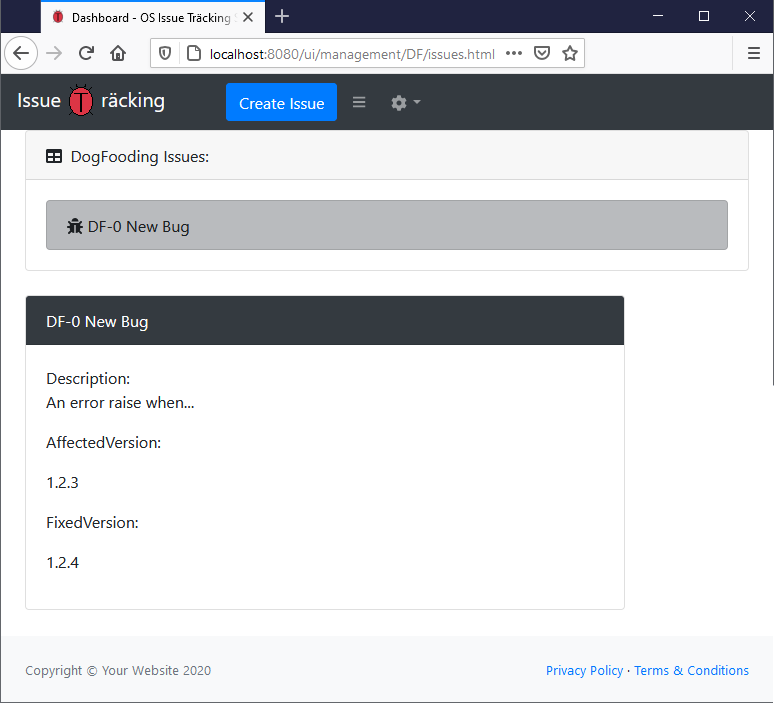 Dashboard - OS Issue Träcking
localhost:8080/ui/management/DF/issues.html
Issue T räcking
Create Issue
DogFooding Issues:
DF-0 New Bug
DF-0 New Bug
Description:
An error raise when...
AffectedVersion:
1.2.3
FixedVersion:
1.2.4
Copyright © Your Website 2020
Privacy Policy · Terms & Conditions